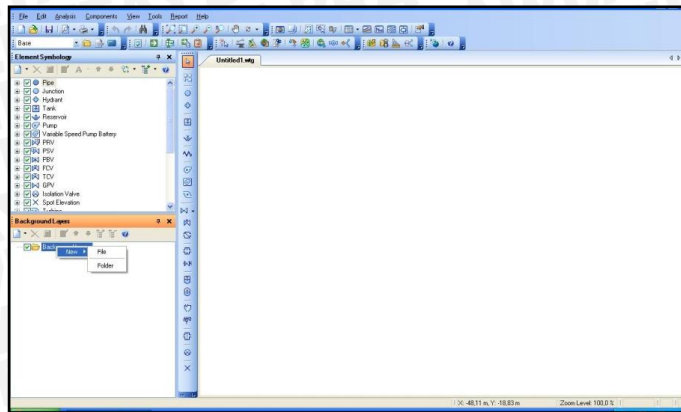 File Edit Analysis Components View Tools Report Help
Base
Element Symbology
Pipe
Junction
Hydrant
Tank
Reservoir
Pump
Variable Speed Pump Battery
PRV
PSV
PBV
FCV
TCV
GPV
Isolation Valve
Spot Elevation
Turbine
Background Layers
New
File
Folder
Untitled1.wtg
X: -48,11 m, Y: -18,83 m Zoom Level: 100,0 %